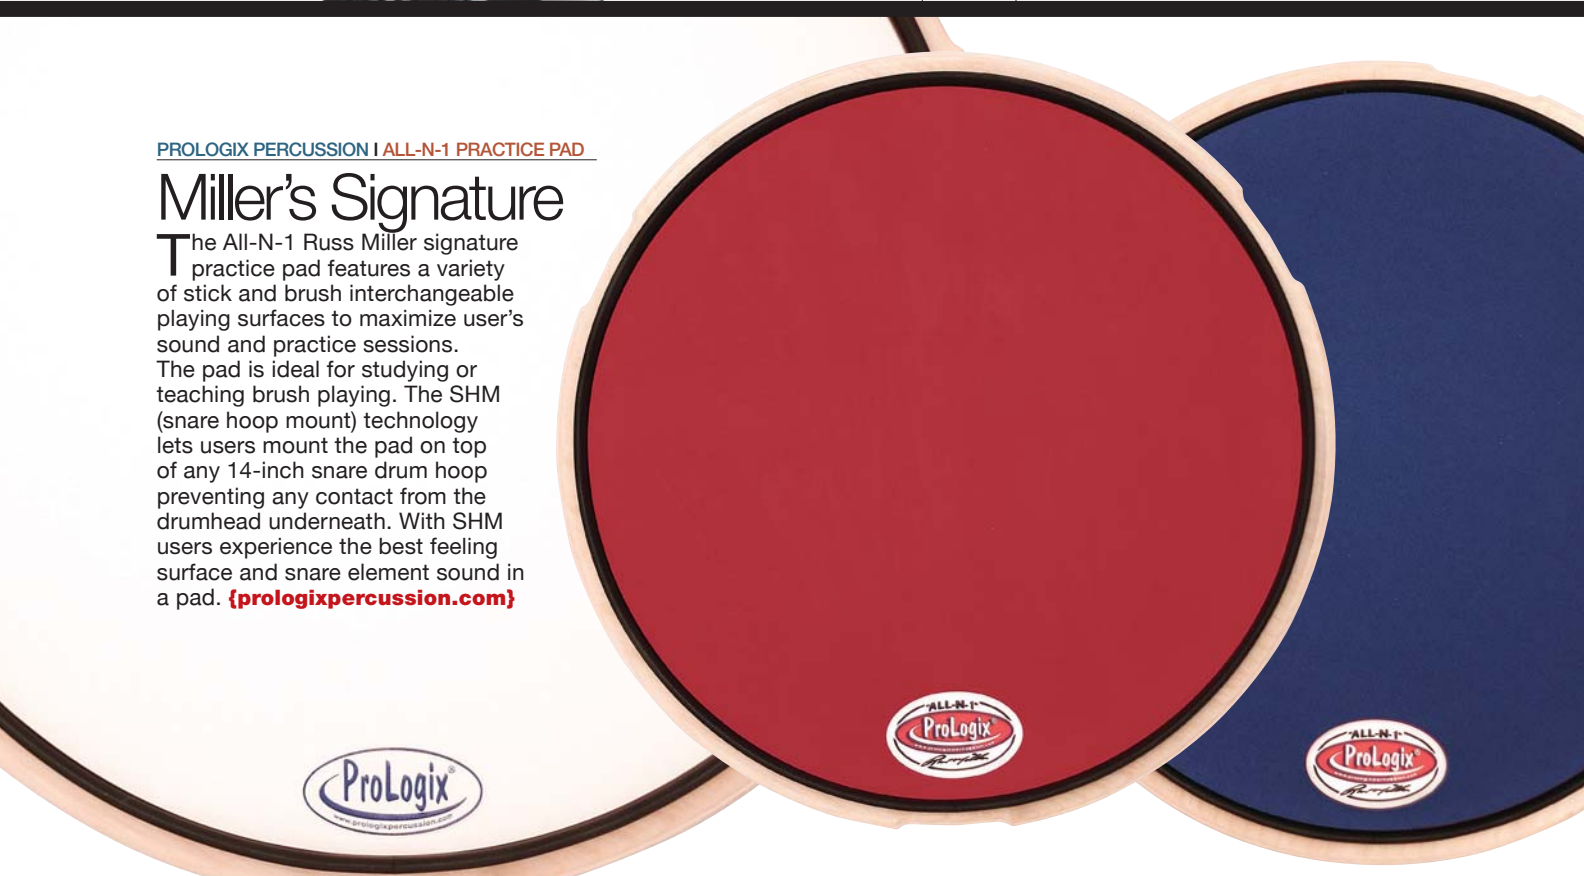 PROLOGIX PERCUSSION I ALL-N-1 PRACTICE PAD
Miller's Signature
The All-N-1 Russ Miller signature
practice pad features a variety
of stick and brush interchangeable
playing surfaces to maximize user's
sound and practice sessions.
The pad is ideal for studying or
teaching brush playing. The SHM
(snare hoop mount) technology
lets users mount the pad on top
of any 14-inch snare drum hoop
preventing any contact from the
drumhead underneath. With SHM
users experience the best feeling
surface and snare element sound in
a pad. {prologixpercussion.com}
ProLogix®
www.prologixpercussion.com
"ALL-N-1"
ProLogix®
"ALL-N-1"
ProLogix®